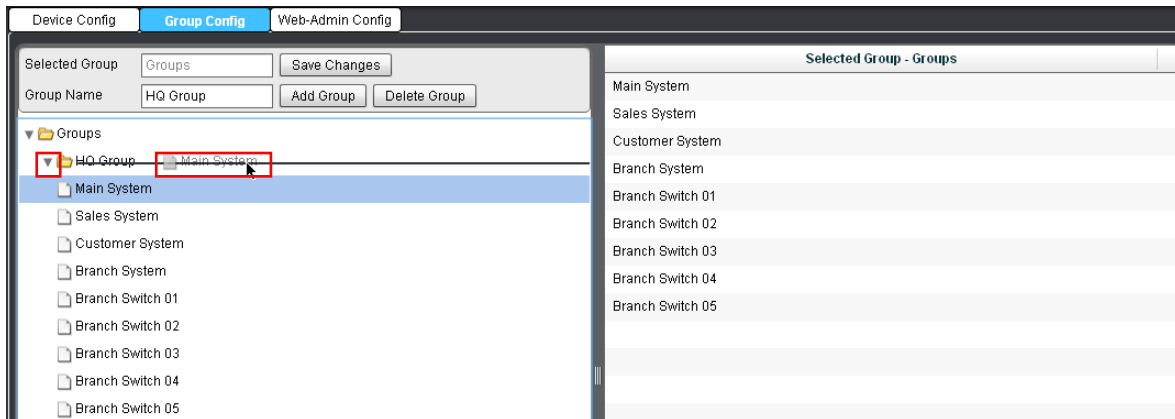 Device Config Group Config Web-Admin Config
Selected Group Groups Save Changes
Group Name HQ Group Add Group Delete Group
Groups
HQ Group Main System
Main System
Sales System
Customer System
Branch System
Branch Switch 01
Branch Switch 02
Branch Switch 03
Branch Switch 04
Branch Switch 05
Selected Group - Groups
Main System
Sales System
Customer System
Branch System
Branch Switch 01
Branch Switch 02
Branch Switch 03
Branch Switch 04
Branch Switch 05